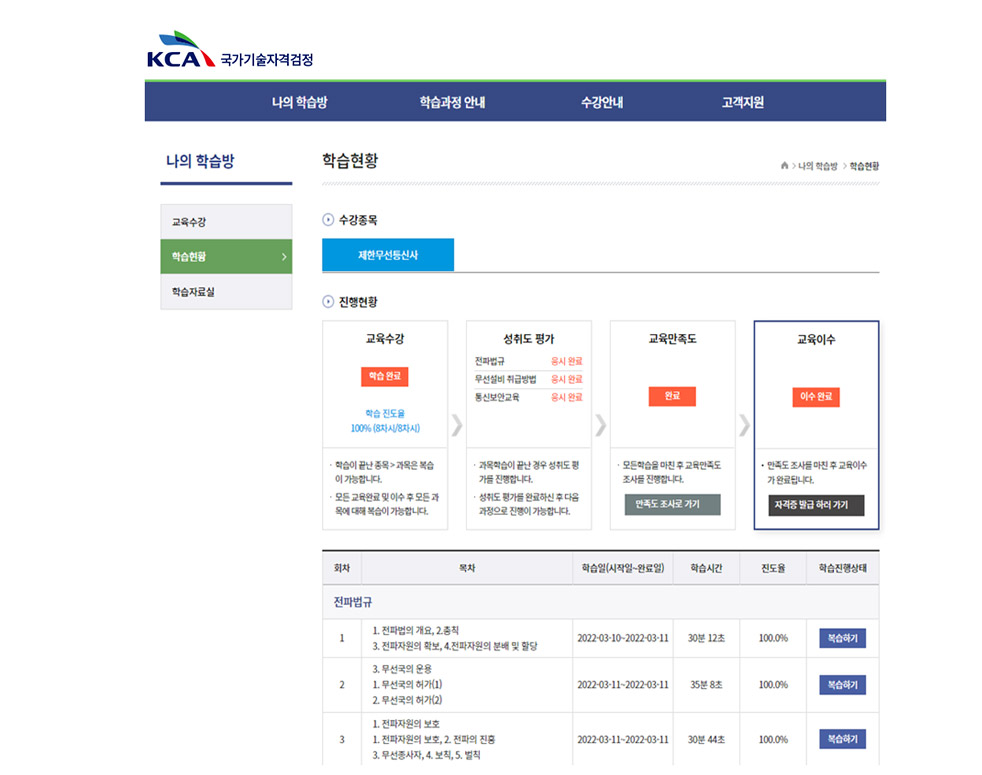 KCA 국가기술자격검정
나의 학습방 학습과정 안내 수강안내 고객지원
나의 학습방
교육수강
학습현황
학습자료실
학습현황
나의 학습방 > 학습현황
수강종목
제한무선통신사
진행현황
교육수강
학습 완료
학습 진도율
100% (8차시/8차시)
· 학습이 끝난 종목 > 과목은 복습
이 가능합니다.
· 모든 교육완료 및 이수 후 모든 과
목에 대해 복습이 가능합니다.
성취도 평가
전파법규 응시 완료
무선설비 취급방법 응시 완료
통신보안교육 응시 완료
· 과목학습이 끝난 경우 성취도 평
가를 진행합니다.
· 성취도 평가를 완료하신 후 다음
과정으로 진행이 가능합니다.
교육만족도
완료
· 모든학습을 마친 후 교육만족도
조사를 진행합니다.
만족도 조사로 가기
교육이수
이수 완료
· 만족도 조사를 마친 후 교육이수
가 완료됩니다.
자격증 발급 하러 가기
회차 목차 학습일(시작일~완료일) 학습시간 진도율 학습진행상태
전파법규
1 1. 전파법의 개요, 2.총칙
3. 전파자원의 확보, 4.전파자원의 분배 및 할당 2022-03-10~2022-03-11 30분 12초 100.0% 복습하기
3. 무선국의 운용
2 1. 무선국의 허가(1) 2022-03-11~2022-03-11 35분 8초 100.0% 복습하기
2. 무선국의 허가(2)
1. 전파자원의 보호
3 1. 전파자원의 보호, 2. 전파의 진흥 2022-03-11~2022-03-11 30분 44초 100.0% 복습하기
3. 무선종사자, 4. 보칙, 5. 벌칙